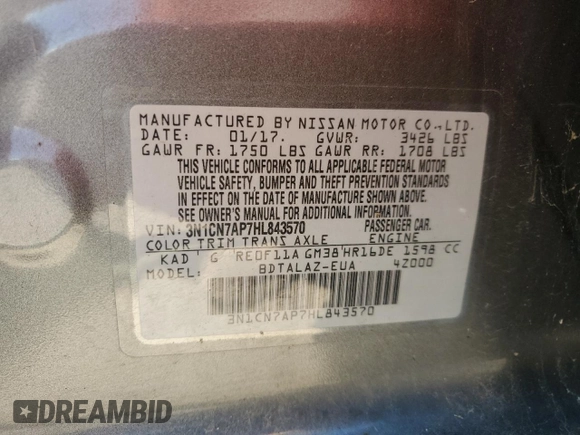 MANUFACTURED BY NISSAN MOTOR CO.,LTD.
DATE: 01/17. GVWR: 3426 LBS
GAWR FR: 1750 LBS GAWR RR: 1708 LBS
THIS VEHICLE CONFORMS TO ALL APPLICABLE FEDERAL MOTOR
VEHICLE SAFETY, BUMPER AND THEFT PREVENTION STANDARDS
IN EFFECT ON THE DATE OF MANUFACTURE SHOWN ABOVE.
SEE OWNER'S MANUAL FOR ADDITIONAL INFORMATION.
VIN: 3N1CN7AP7HL843570 PASSENGER CAR.
COLOR TRIM TRANS AXLE ENGINE
KAD G RE0F11A GM38 HR16DE 1598 CC
MODEL: BDTALAZ-EUA 4Z000
3N1CN7AP7HL843570
DREAMBID